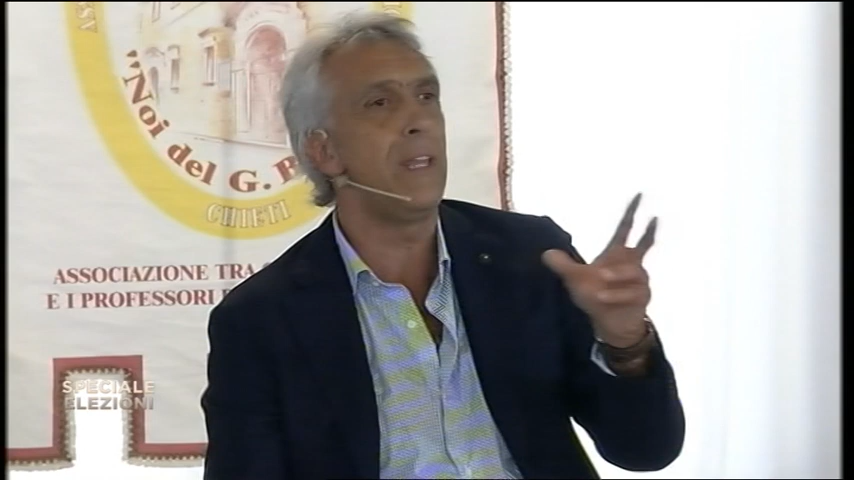 "Noi del G.
CHIETI
ASSOCIAZIONE TRA
E I PROFESSORI
SPECIALE
ELEZIONI